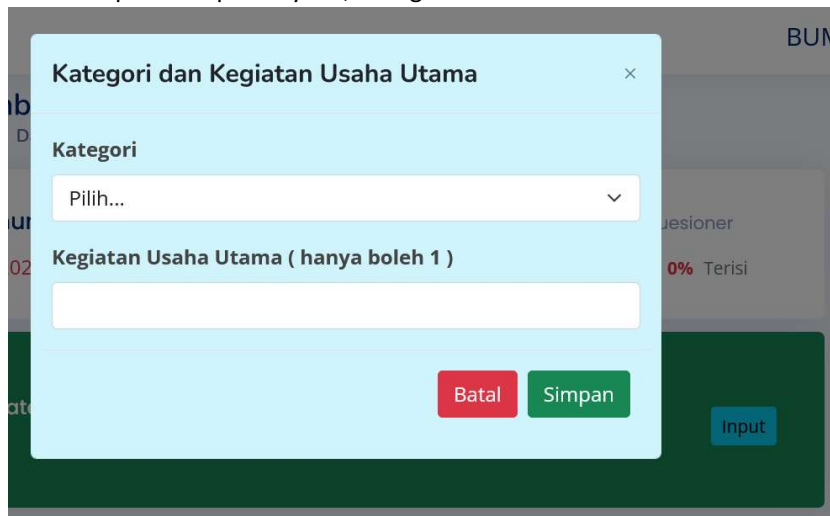 BUM
Kategori dan Kegiatan Usaha Utama ×
Kategori
Pilih...
uesioner
Kegiatan Usaha Utama ( hanya boleh 1 )
0% Terisi
Batal Simpan
Input